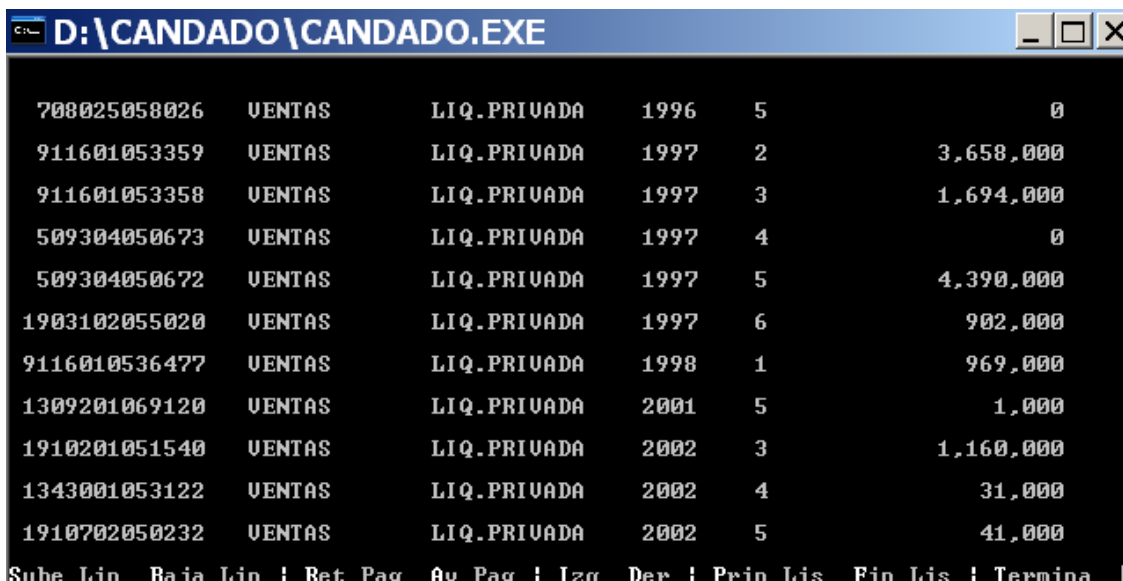 D:\CANDADO\CANDADO.EXE
708025058026 VENTAS LIQ.PRIVADA 1996 5 0
911601053359 VENTAS LIQ.PRIVADA 1997 2 3,658,000
911601053358 VENTAS LIQ.PRIVADA 1997 3 1,694,000
509304050673 VENTAS LIQ.PRIVADA 1997 4 0
509304050672 VENTAS LIQ.PRIVADA 1997 5 4,390,000
1903102055020 VENTAS LIQ.PRIVADA 1997 6 902,000
9116010536477 VENTAS LIQ.PRIVADA 1998 1 969,000
1309201069120 VENTAS LIQ.PRIVADA 2001 5 1,000
1910201051540 VENTAS LIQ.PRIVADA 2002 3 1,160,000
1343001053122 VENTAS LIQ.PRIVADA 2002 4 31,000
1910702050232 VENTAS LIQ.PRIVADA 2002 5 41,000
Sube Lin Baja Lin | Ret Pag Av Pag | Izq Der | Prin Lis Fin Lis | Termina |